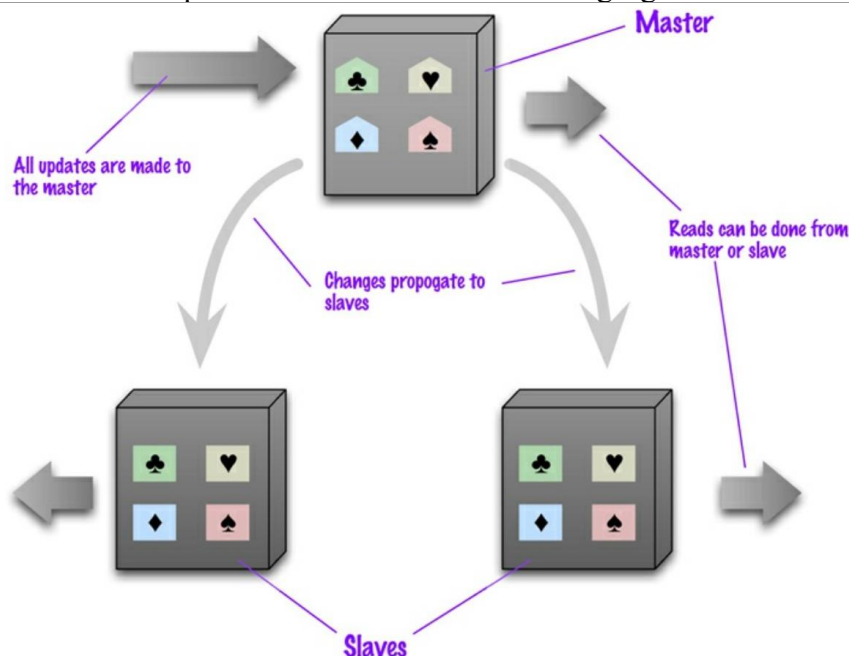 Master
All updates are made to
the master
Reads can be done from
master or slave
Changes propogate to
slaves
Slaves